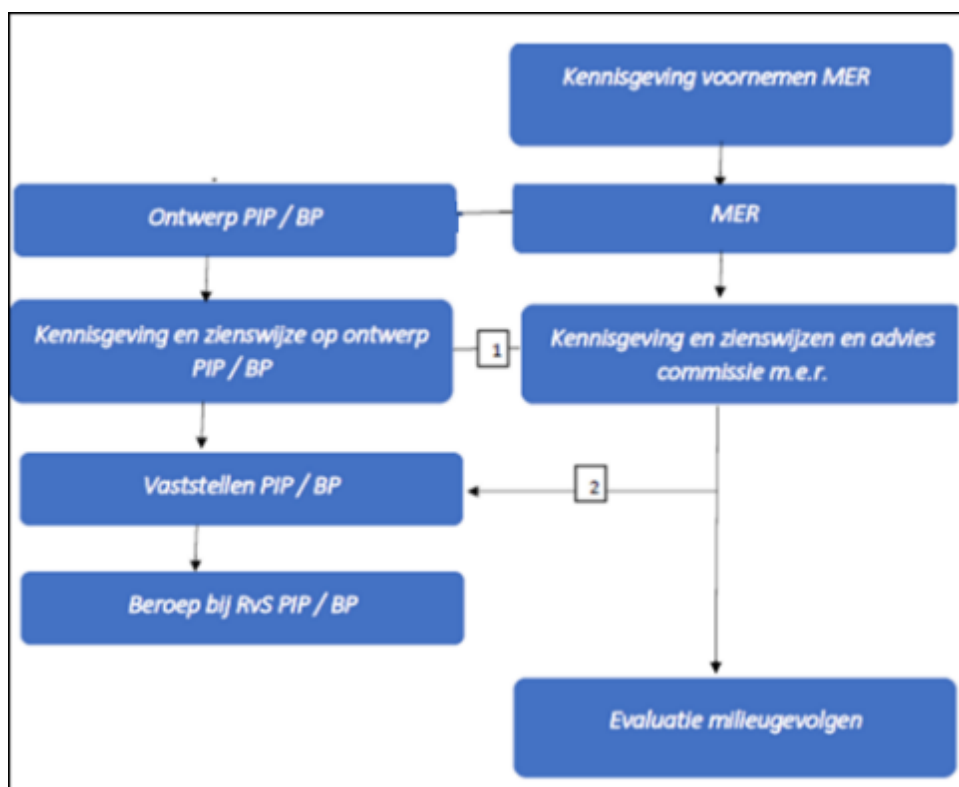 Kennisgeving voornemen MER
Ontwerp PIP / BP
MER
Kennisgeving en zienswijze op ontwerp
PIP / BP
1
Kennisgeving en zienswijzen en advies
commissie m.e.r.
Vaststellen PIP / BP
2
Beroep bij RvS PIP / BP
Evaluatie milieugevolgen